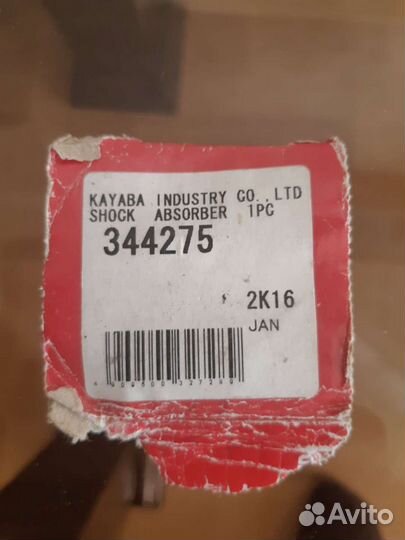 KAYABA INDUSTRY CO.,LTD
SHOCK ABSORBER 1PC
344275
2K16
JAN
Avito